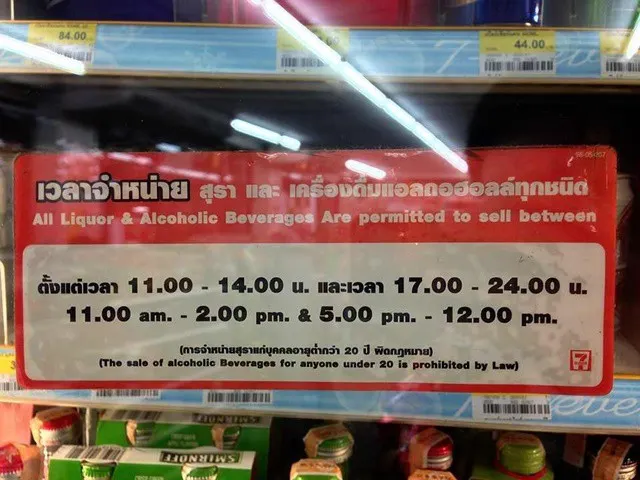 84.00
44.00
7-Eleve
เวลาจำหน่าย สุรา และ เครื่องดื่มแอลกอฮอลล์ทุกชนิด
All Liquor & Alcoholic Beverages Are permitted to sell between
ตั้งแต่เวลา 11.00 - 14.00 น. และเวลา 17.00 - 24.00 น.
11.00 am. - 2.00 pm. & 5.00 pm. - 12.00 pm.
(การจำหน่ายสุราแก่บุคคลอายุต่ำกว่า 20 ปี ผิดกฎหมาย)
(The sale of alcoholic Beverages for anyone under 20 is prohibited by Law)
SMIRNOFF
SMIRNOFF